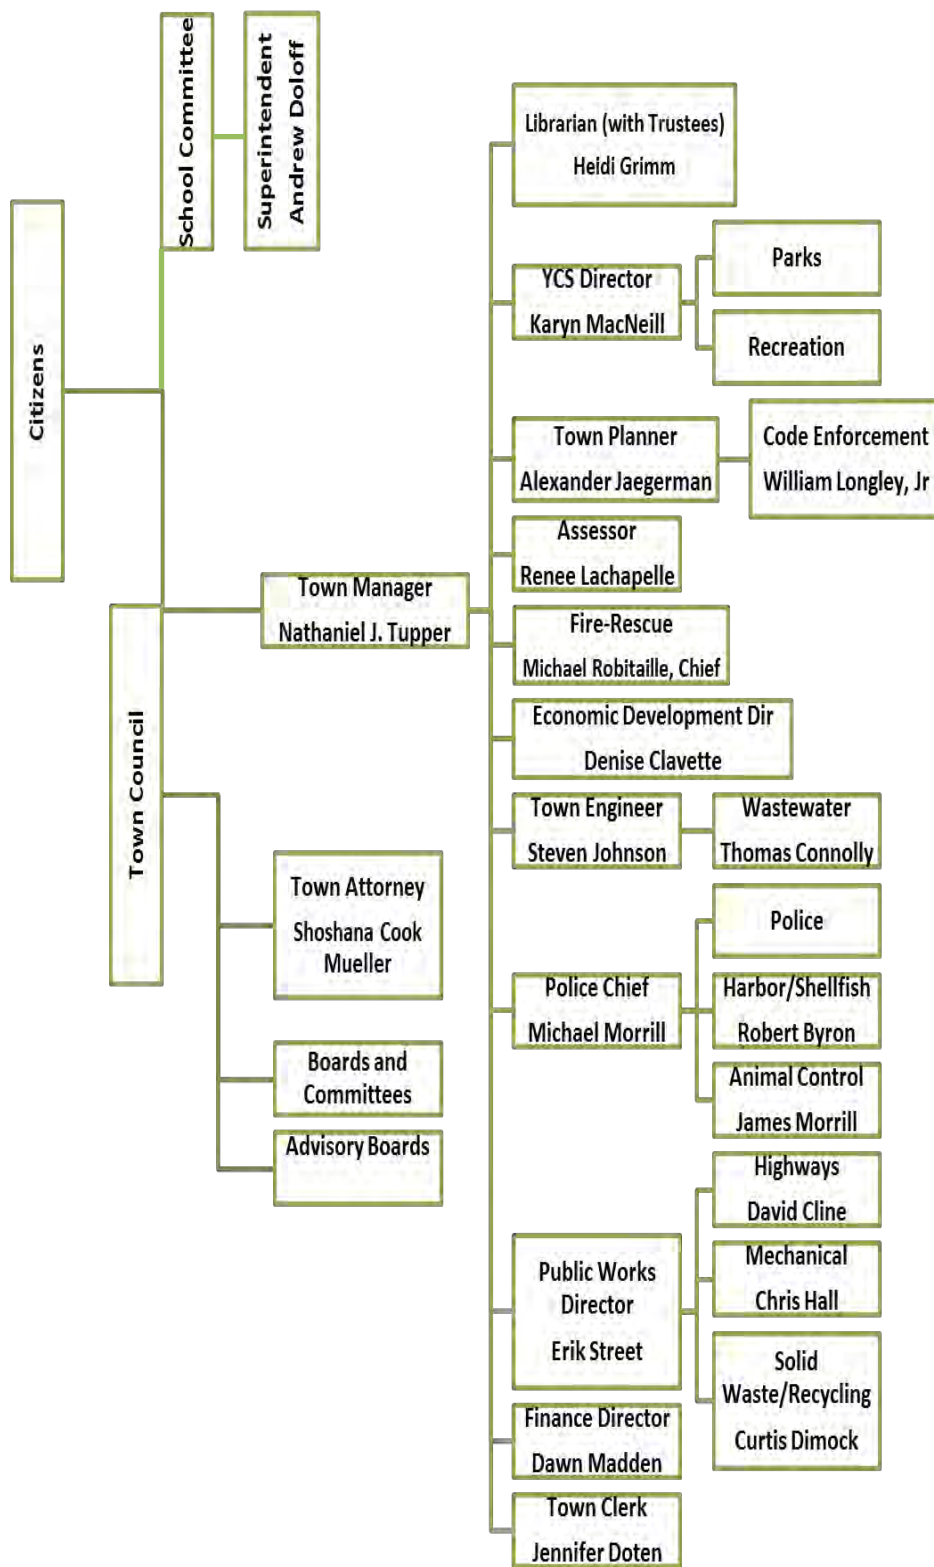 Citizens
School Committee
Superintendent
Andrew Doloff
Town Council
Town Manager
Nathaniel J. Tupper
Town Attorney
Shoshana Cook
Mueller
Boards and
Committees
Advisory Boards
Librarian (with Trustees)
Heidi Grimm
YCS Director
Karyn MacNeill
Parks
Recreation
Town Planner
Alexander Jaegerman
Code Enforcement
William Longley, Jr
Assessor
Renee Lachapelle
Fire-Rescue
Michael Robitaille, Chief
Economic Development Dir
Denise Clavette
Town Engineer
Steven Johnson
Wastewater
Thomas Connolly
Police Chief
Michael Morrill
Police
Harbor/Shellfish
Robert Byron
Animal Control
James Morrill
Public Works
Director
Erik Street
Highways
David Cline
Mechanical
Chris Hall
Solid
Waste/Recycling
Curtis Dimock
Finance Director
Dawn Madden
Town Clerk
Jennifer Doten